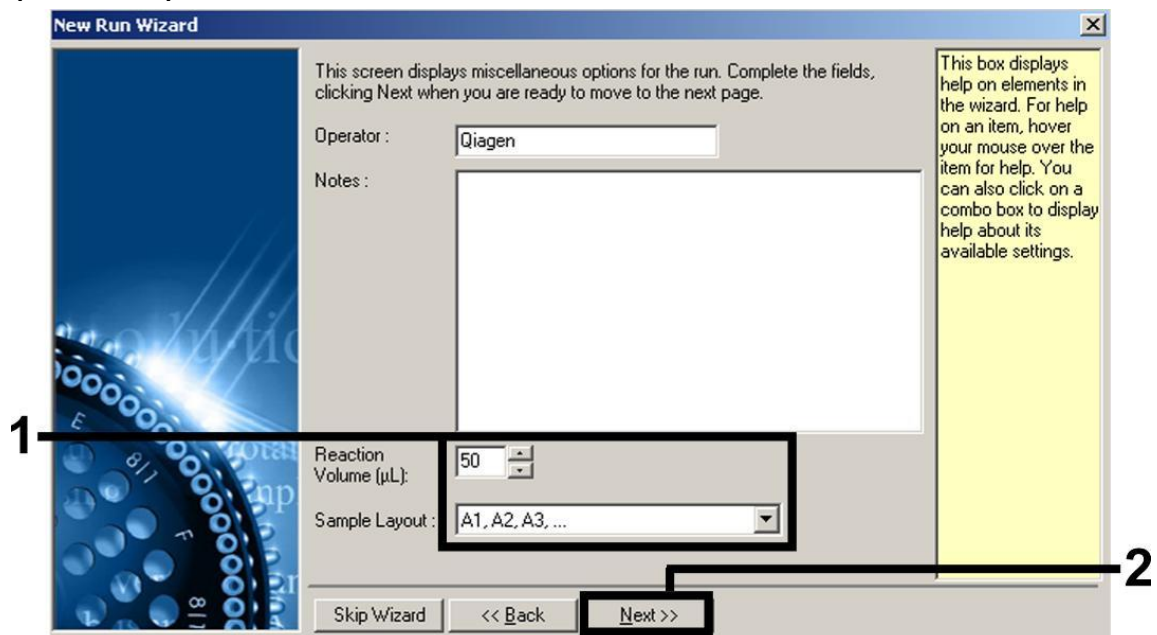 New Run Wizard
This screen displays miscellaneous options for the run. Complete the fields,
clicking Next when you are ready to move to the next page.
Operator :
Qiagen
Notes :
Reaction
Volume (µL):
50
Sample Layout :
A1, A2, A3, ...
Skip Wizard
<< Back
Next >>
This box displays
help on elements in
the wizard. For help
on an item, hover
your mouse over the
item for help. You
can also click on a
combo box to display
help about its
available settings.
1
2
E
8|1
F
8|1